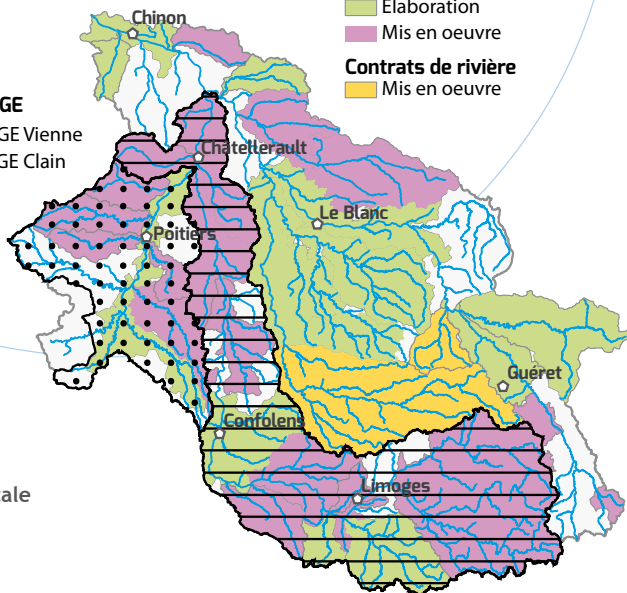 Elaboration
Mis en oeuvre
Contrats de rivière
Mis en oeuvre
GE
GE Vienne
GE Clain
Chinon
Châtellerault
Le Blanc
Poitiers
Guéret
Confolens
Limoges
cale